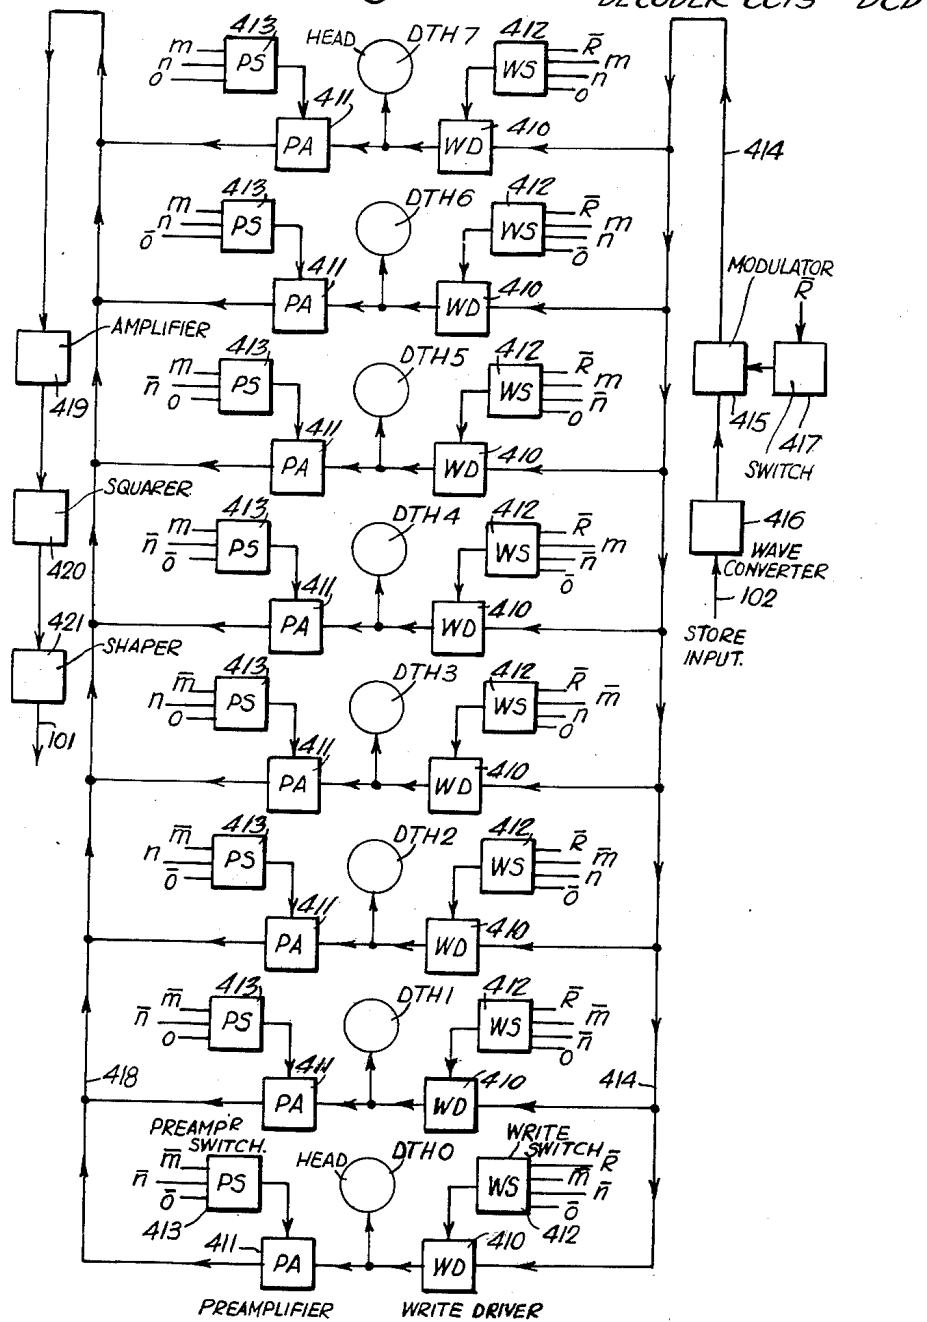 DECODER CCTS DCD
413 HEAD DTH7 412
m n o PS WS R̄ m n o
411 410
PA WD
414
413 DTH6 412
m n ō PS WS R̄ m n ō
411 410
PA WD
MODULATOR
R̄
AMPLIFIER
419
413 DTH5 412
m n̄ o PS WS R̄ m n̄ o
411 410
PA WD
415 417
SWITCH
SQUARER
420
413 DTH4 412
m n̄ ō PS WS R̄ m n̄ ō
411 410
PA WD
416
WAVE
CONVERTER
102
STORE
INPUT.
421
SHAPER
101
413 DTH3 412
m̄ n o PS WS R̄ m̄ n o
411 410
PA WD
413 DTH2 412
m̄ n ō PS WS R̄ m̄ n ō
411 410
PA WD
413 DTH1 412
m̄ n̄ o PS WS R̄ m̄ n̄ o
411 410
PA WD
418 414
PREAMP'R
SWITCH.
HEAD DTH0
WRITE
SWITCH
m̄ n̄ ō PS WS R̄ m̄ n̄ ō
413 412
411 410
PA WD
PREAMPLIFIER WRITE DRIVER